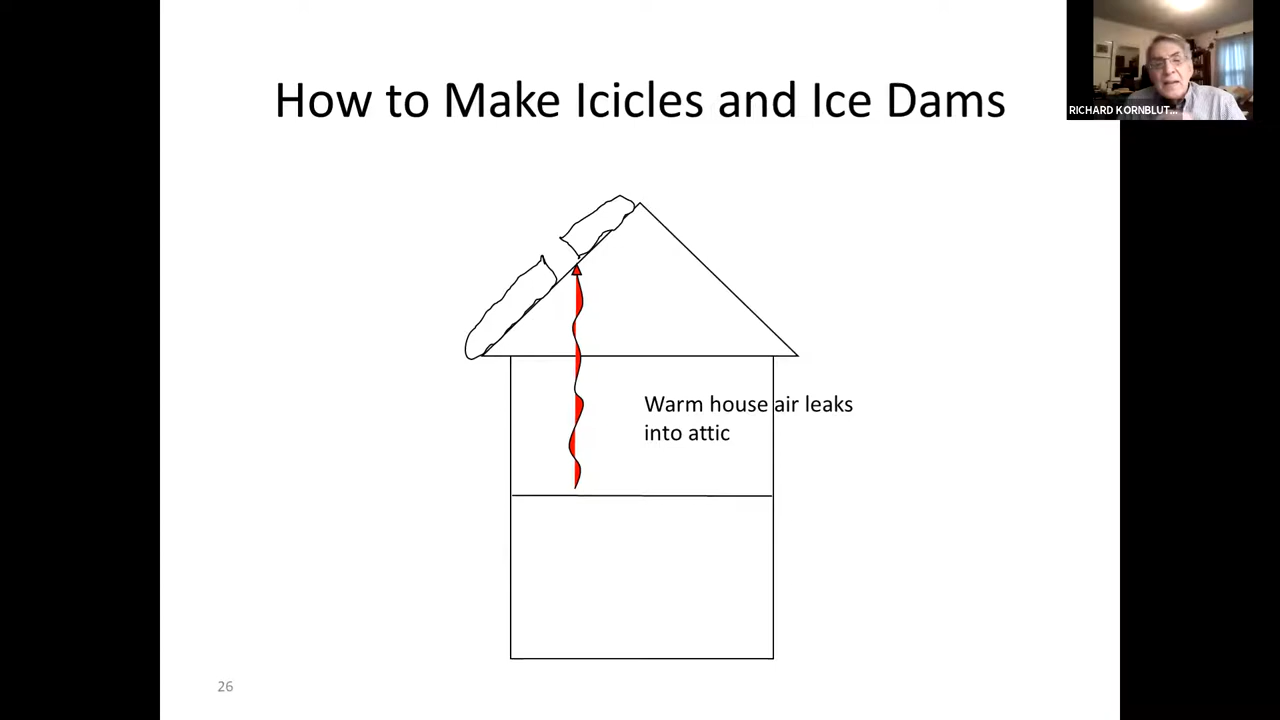 How to Make Icicles and Ice Dams
RICHARD KORNBLUT...
Warm house air leaks
into attic
26